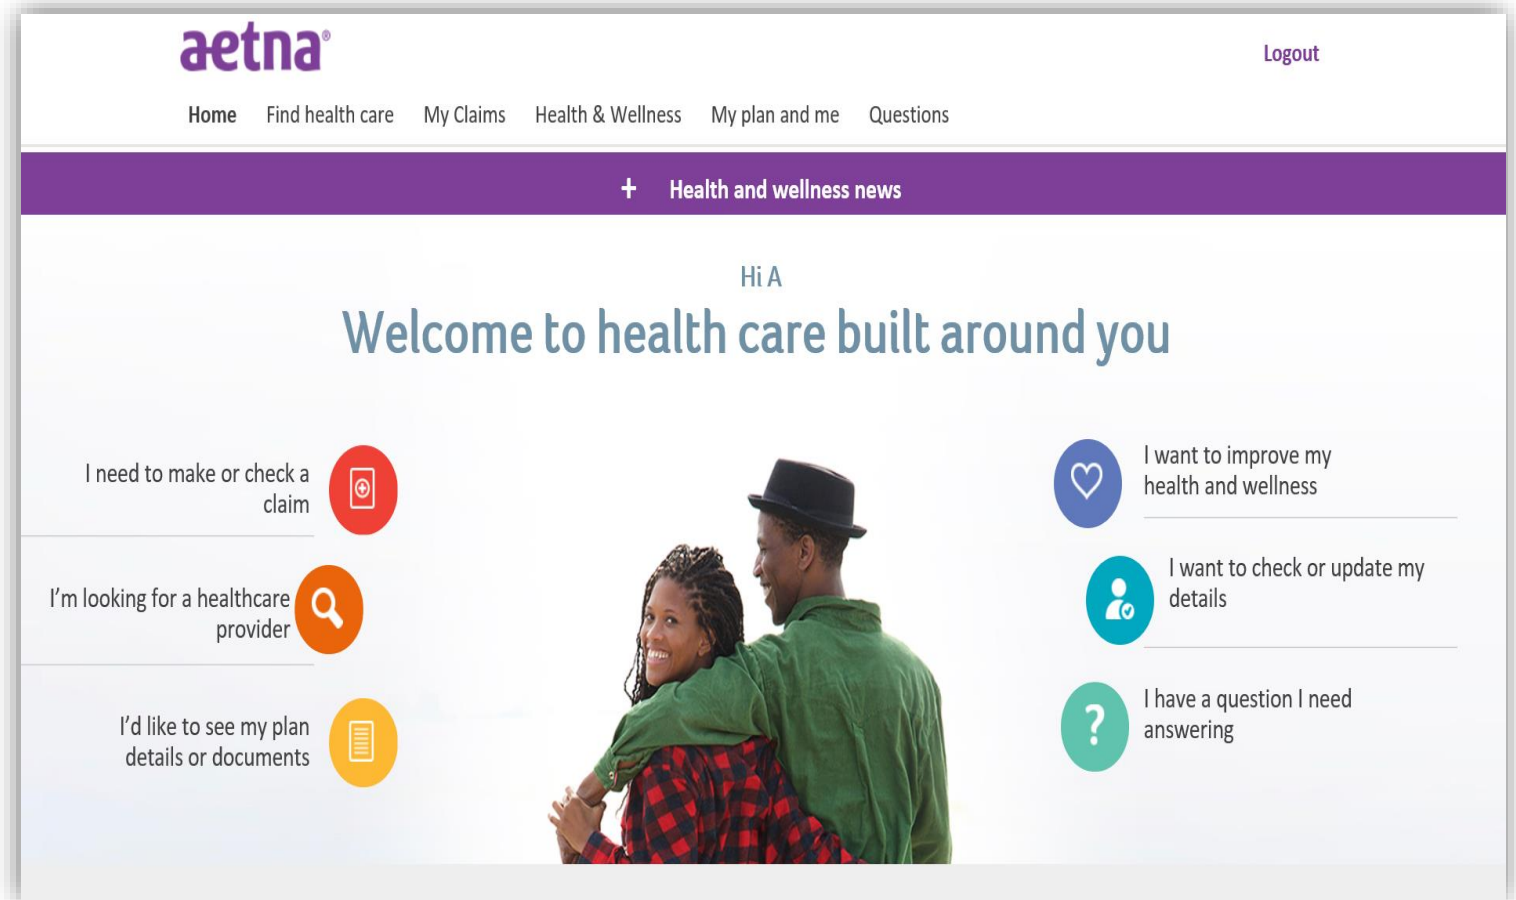 aetna®
Logout
Home Find health care My Claims Health & Wellness My plan and me Questions
+ Health and wellness news
Hi A
Welcome to health care built around you
I need to make or check a
claim
I'm looking for a healthcare
provider
I'd like to see my plan
details or documents
I want to improve my
health and wellness
I want to check or update my
details
I have a question I need
answering
?